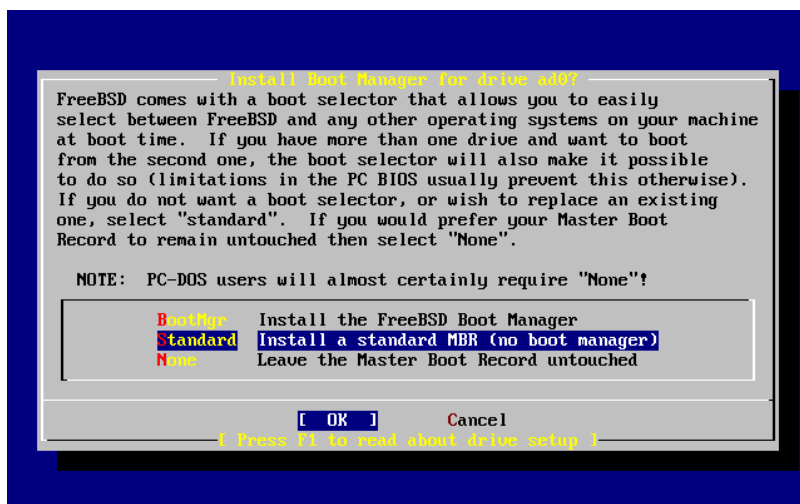 Install Boot Manager for drive ad0?
FreeBSD comes with a boot selector that allows you to easily
select between FreeBSD and any other operating systems on your machine
at boot time.  If you have more than one drive and want to boot
from the second one, the boot selector will also make it possible
to do so (limitations in the PC BIOS usually prevent this otherwise).
If you do not want a boot selector, or wish to replace an existing
one, select "standard".  If you would prefer your Master Boot
Record to remain untouched then select "None".
NOTE:  PC-DOS users will almost certainly require "None"!
BootMgr   Install the FreeBSD Boot Manager
Standard  Install a standard MBR (no boot manager)
None      Leave the Master Boot Record untouched
[  OK  ]       Cancel
[ Press F1 to read about drive setup ]